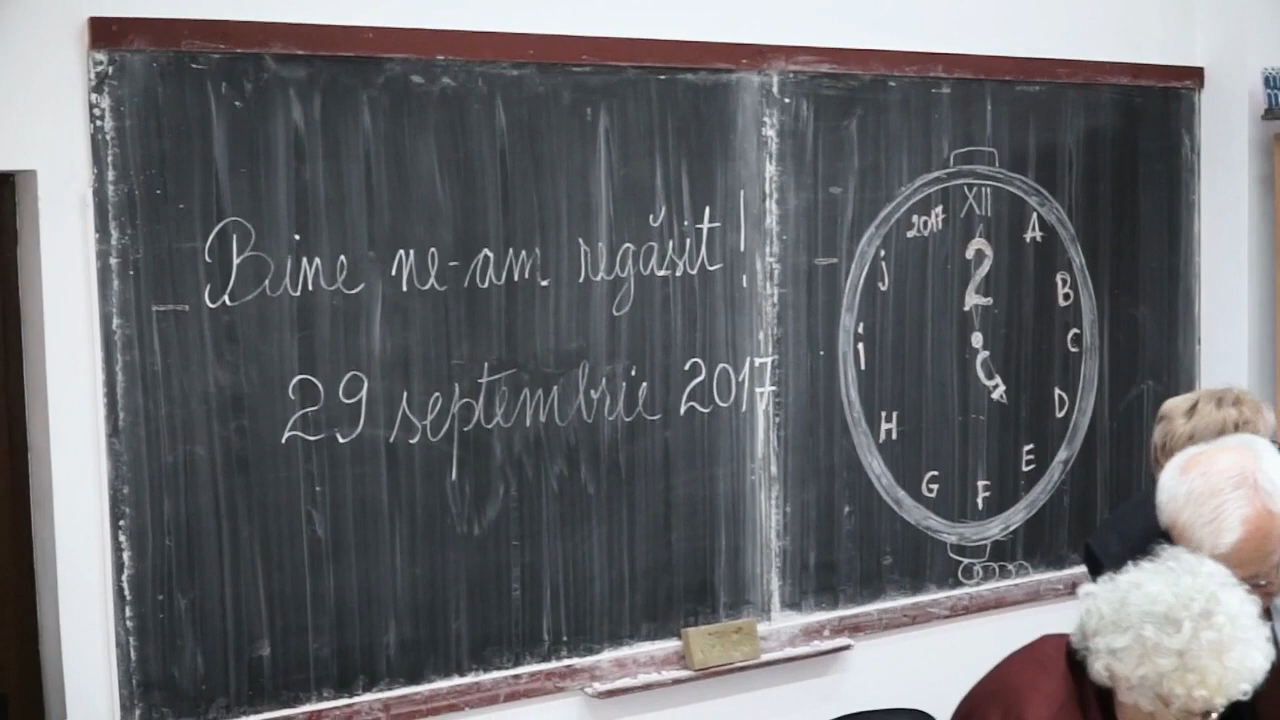 Bine ne-am regăsit !
29 septembrie 2017
XII
A
B
C
D
E
F
G
H
i
j
2017
2